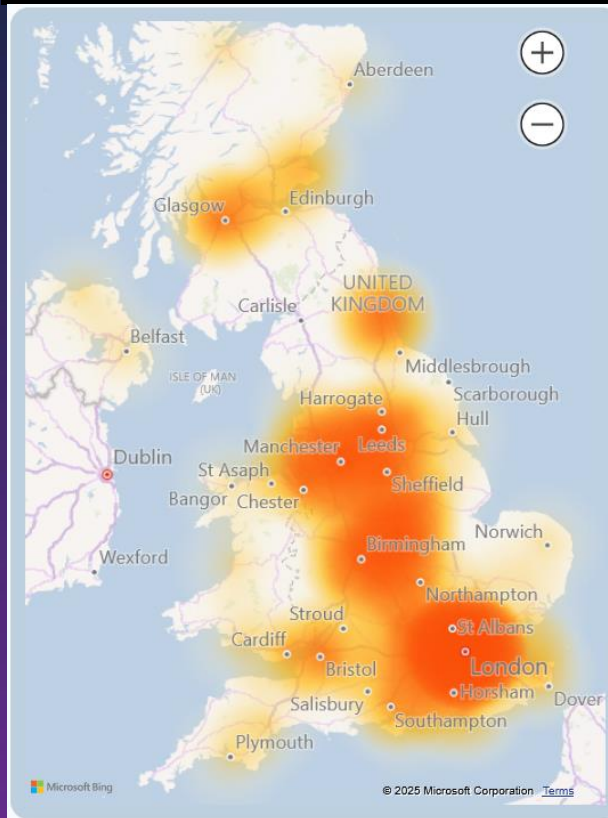 Aberdeen
Glasgow
Edinburgh
UNITED
KINGDOM
Carlisle
Belfast
ISLE OF MAN
(UK)
Middlesbrough
Scarborough
Harrogate
Hull
Manchester
Leeds
Dublin
St Asaph
Sheffield
Bangor
Chester
Norwich
Birmingham
Wexford
Northampton
Stroud
St Albans
Cardiff
Bristol
London
Salisbury
Horsham
Dover
Southampton
Plymouth
Microsoft Bing
© 2025 Microsoft Corporation Terms